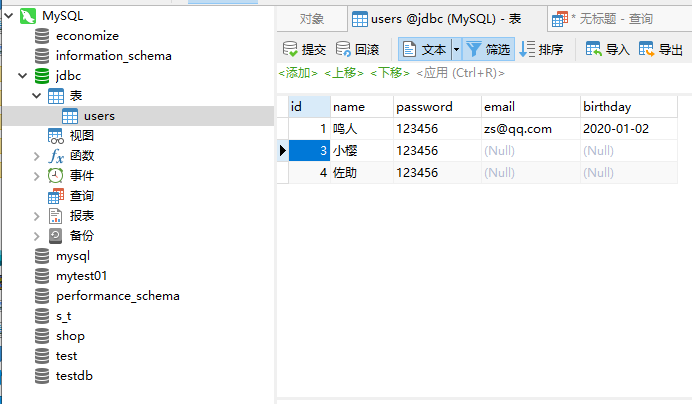 MySQL
economize
information_schema
jdbc
表
users
视图
函数
事件
查询
报表
备份
mysql
mytest01
performance_schema
s_t
shop
test
testdb
对象
users @jdbc (MySQL) - 表
* 无标题 - 查询
提交 回滚 文本 筛选 排序 导入 导出
<添加> <上移> <下移> <应用 (Ctrl+R)>
id name password email birthday
1 鸣人 123456 zs@qq.com 2020-01-02
3 小樱 123456 (Null) (Null)
4 佐助 123456 (Null) (Null)